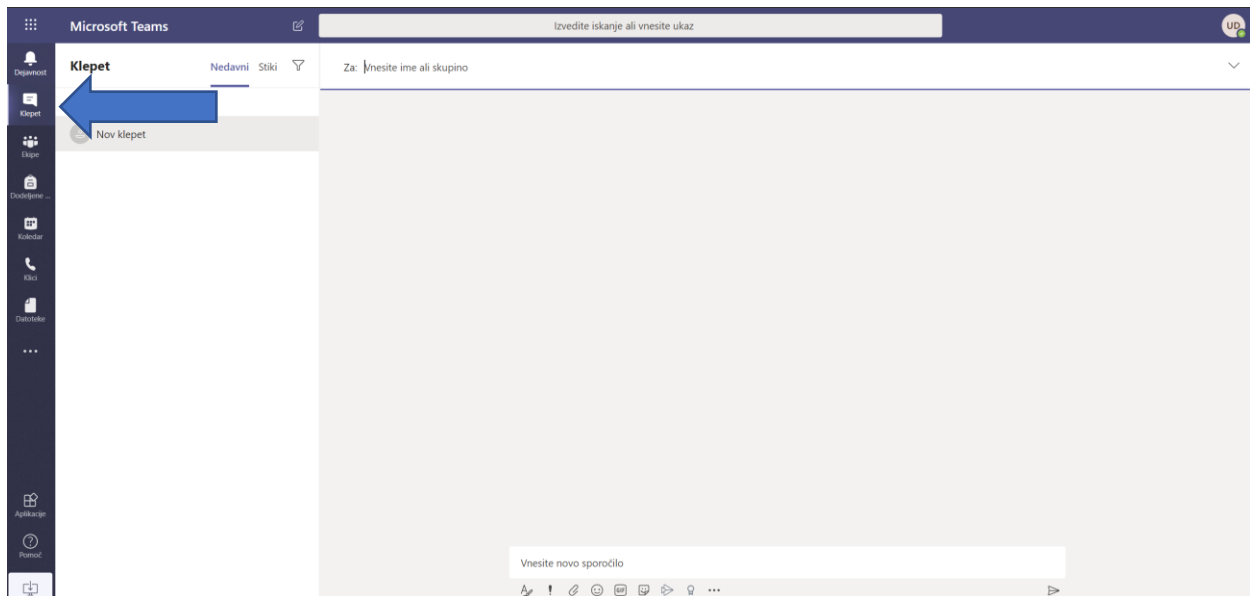 Microsoft Teams
Izvedite iskanje ali vnesite ukaz
UD
Dejavnost
Klepet
Ekipe
Dodeljene ...
Koledar
Klici
Datoteke
Aplikacije
Pomoč
Klepet
Nedavni Stiki
Nov klepet
Za: Vnesite ime ali skupino
Vnesite novo sporočilo
GIF